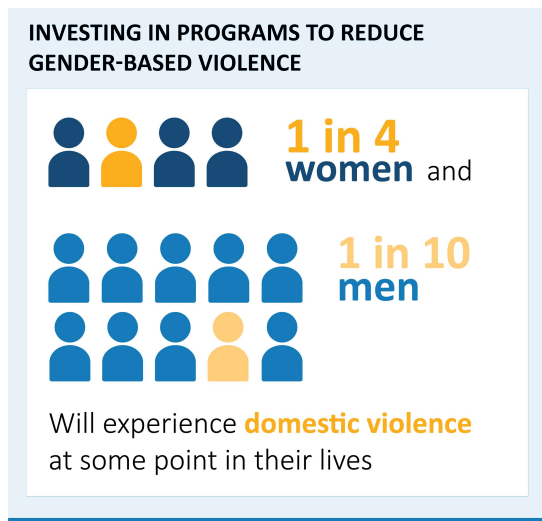 INVESTING IN PROGRAMS TO REDUCE
GENDER-BASED VIOLENCE
1 in 4
women and
1 in 10
men
Will experience domestic violence
at some point in their lives